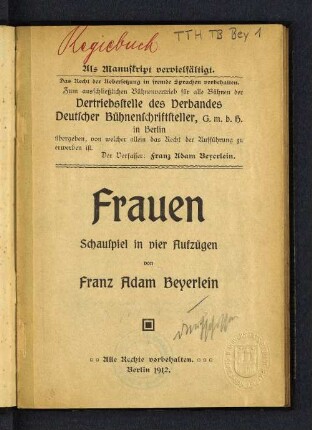 Regiebuch
TTH TB Bey 1
Als Manuskript vervielfältigt.
Das Recht der Uebersetzung in fremde Sprachen vorbehalten.
Zum ausschließlichen Bühnenvertrieb für alle Bühnen der
Vertriebsstelle des Verbandes
Deutscher Bühnenschriftsteller, G. m. b. H.
in Berlin
übergeben, von welcher allein das Recht der Aufführung zu
erwerben ist.
Der Verfasser: Franz Adam Beyerlein.
Frauen
Schauspiel in vier Aufzügen
von
Franz Adam Beyerlein
Alle Rechte vorbehalten.
Berlin 1912.